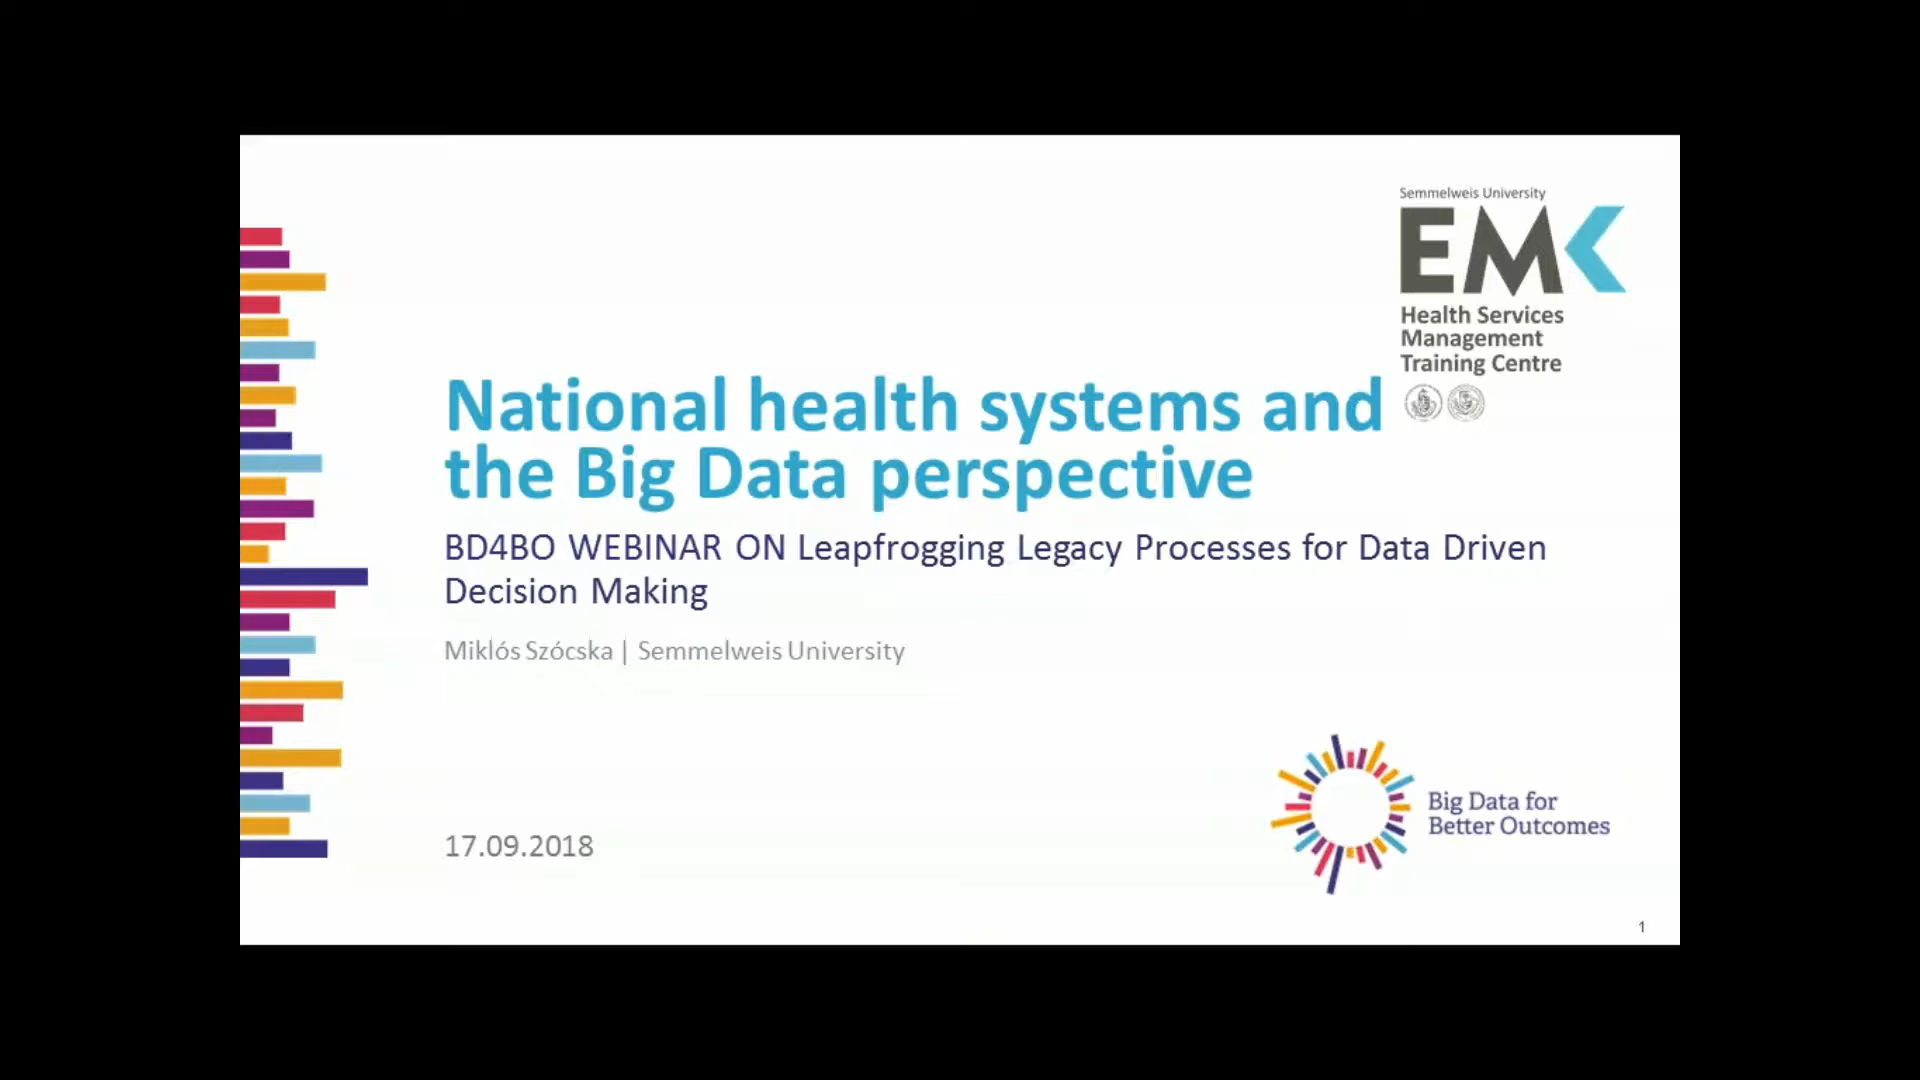 Semmelweis University
EMK
Health Services
Management
Training Centre
National health systems and
the Big Data perspective
BD4BO WEBINAR ON Leapfrogging Legacy Processes for Data Driven
Decision Making
Miklós Szócska | Semmelweis University
17.09.2018
Big Data for
Better Outcomes
1